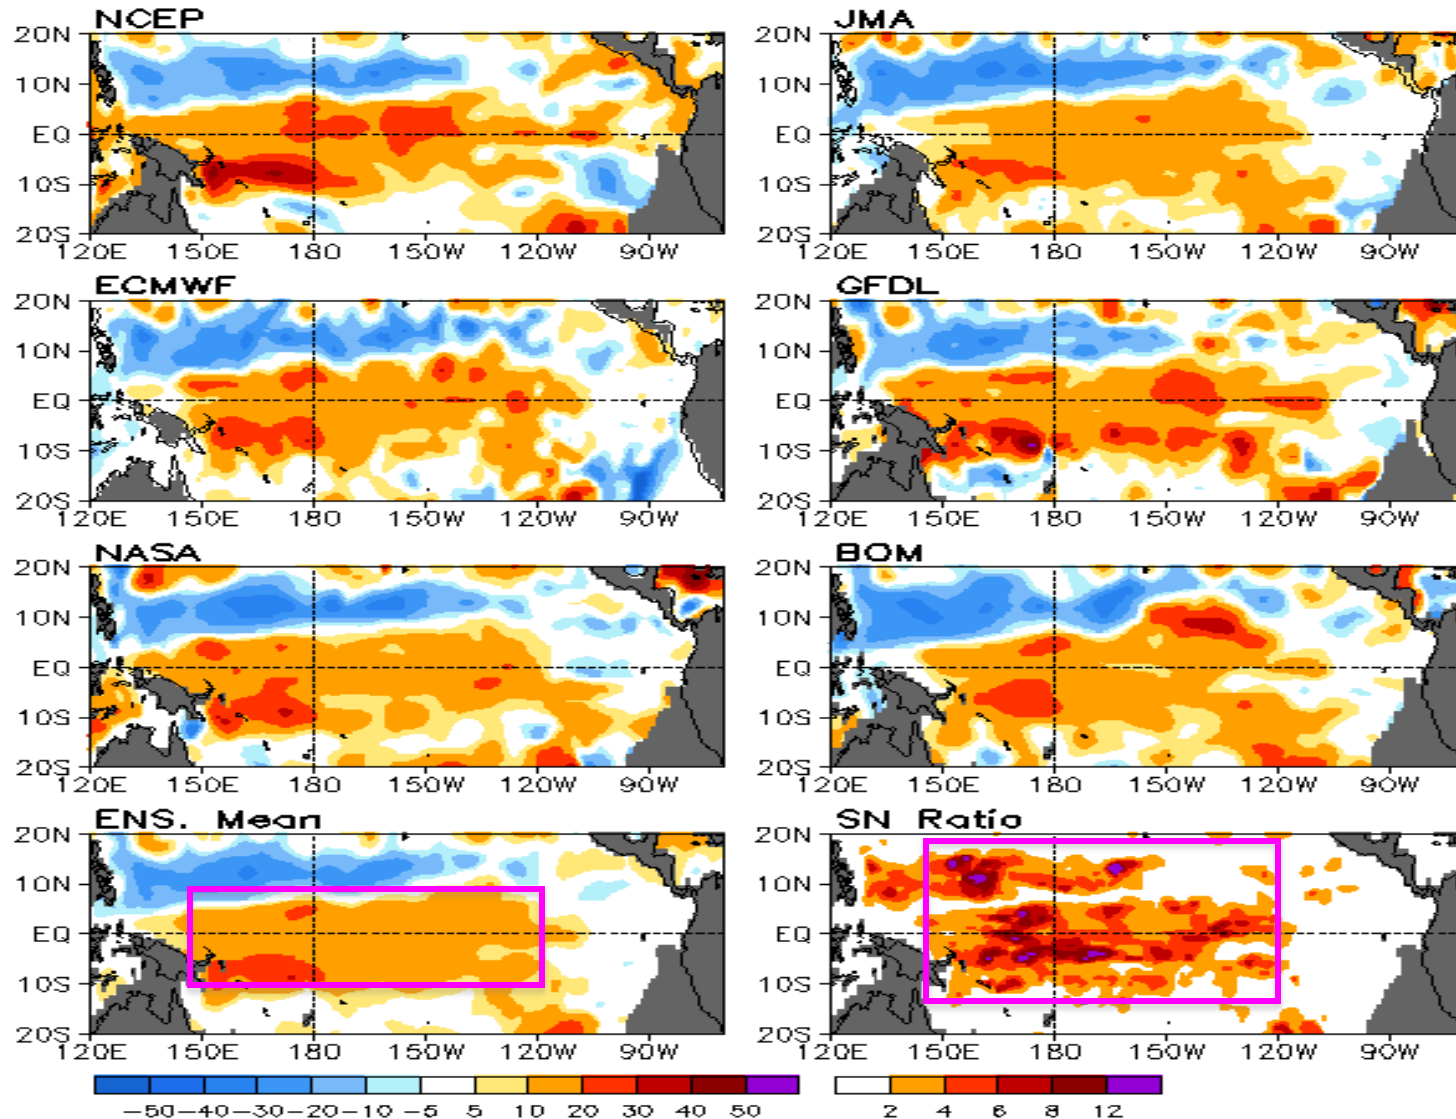 NCEP
JMA
20N
10N
EQ
10S
20S
120E 150E 180 150W 120W 90W
20N
10N
EQ
10S
20S
120E 150E 180 150W 120W 90W
ECMWF
GFDL
20N
10N
EQ
10S
20S
120E 150E 180 150W 120W 90W
20N
10N
EQ
10S
20S
120E 150E 180 150W 120W 90W
NASA
BOM
20N
10N
EQ
10S
20S
120E 150E 180 150W 120W 90W
20N
10N
EQ
10S
20S
120E 150E 180 150W 120W 90W
ENS. Mean
SN Ratio
20N
10N
EQ
10S
20S
120E 150E 180 150W 120W 90W
20N
10N
EQ
10S
20S
120E 150E 180 150W 120W 90W
-50 -40 -30 -20 -10 -5 5 10 20 30 40 50
2 4 6 8 12